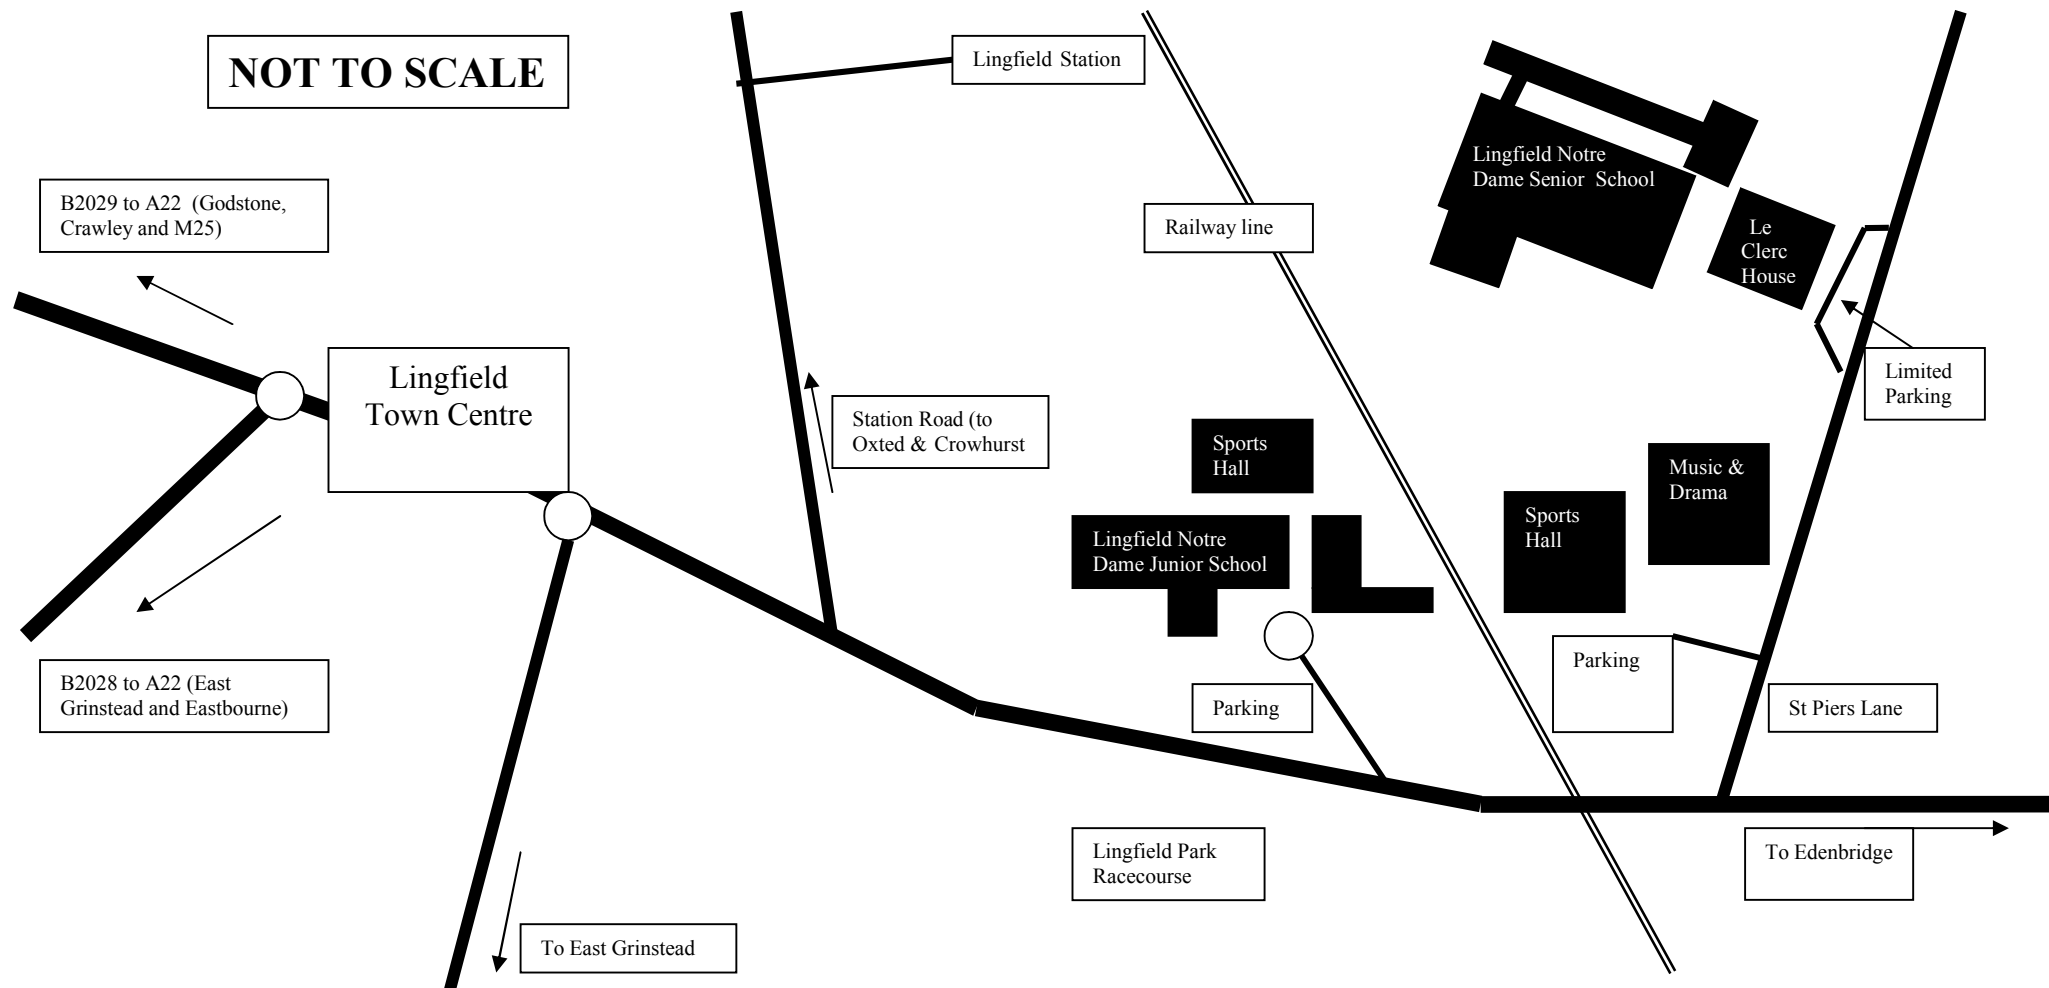 NOT TO SCALE
Lingfield Station
Lingfield Notre
Dame Senior School
B2029 to A22 (Godstone,
Crawley and M25)
Railway line
Le
Clerc
House
Lingfield
Town Centre
Limited
Parking
Station Road (to
Oxted & Crowhurst
Sports
Hall
Music &
Drama
Sports
Hall
Lingfield Notre
Dame Junior School
Parking
B2028 to A22 (East
Grinstead and Eastbourne)
Parking
St Piers Lane
Lingfield Park
Racecourse
To Edenbridge
To East Grinstead